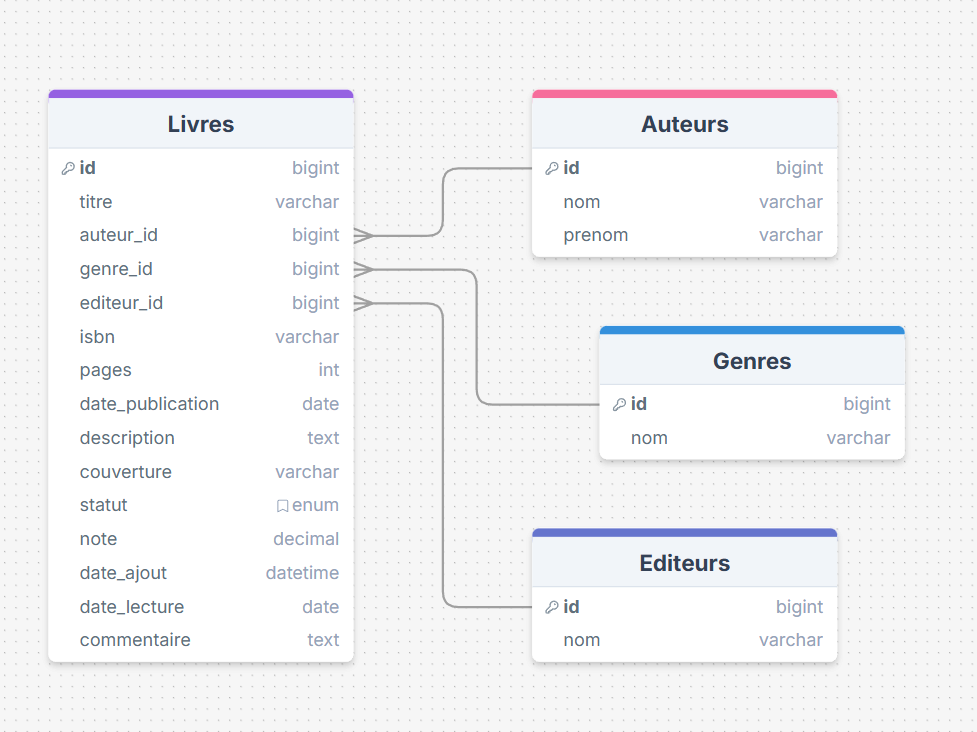 Livres
id bigint
titre varchar
auteur_id bigint
genre_id bigint
editeur_id bigint
isbn varchar
pages int
date_publication date
description text
couverture varchar
statut enum
note decimal
date_ajout datetime
date_lecture date
commentaire text
Auteurs
id bigint
nom varchar
prenom varchar
Genres
id bigint
nom varchar
Editeurs
id bigint
nom varchar